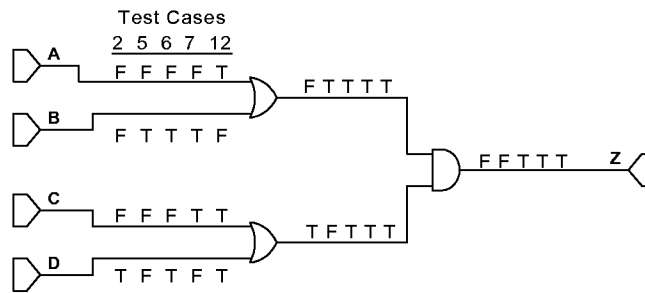 Test Cases
2 5 6 7 12
A
F F F F T
F T T T T
B
F T T T F
F F T T T
Z
C
F F F T T
T F T T T
D
T F T F T